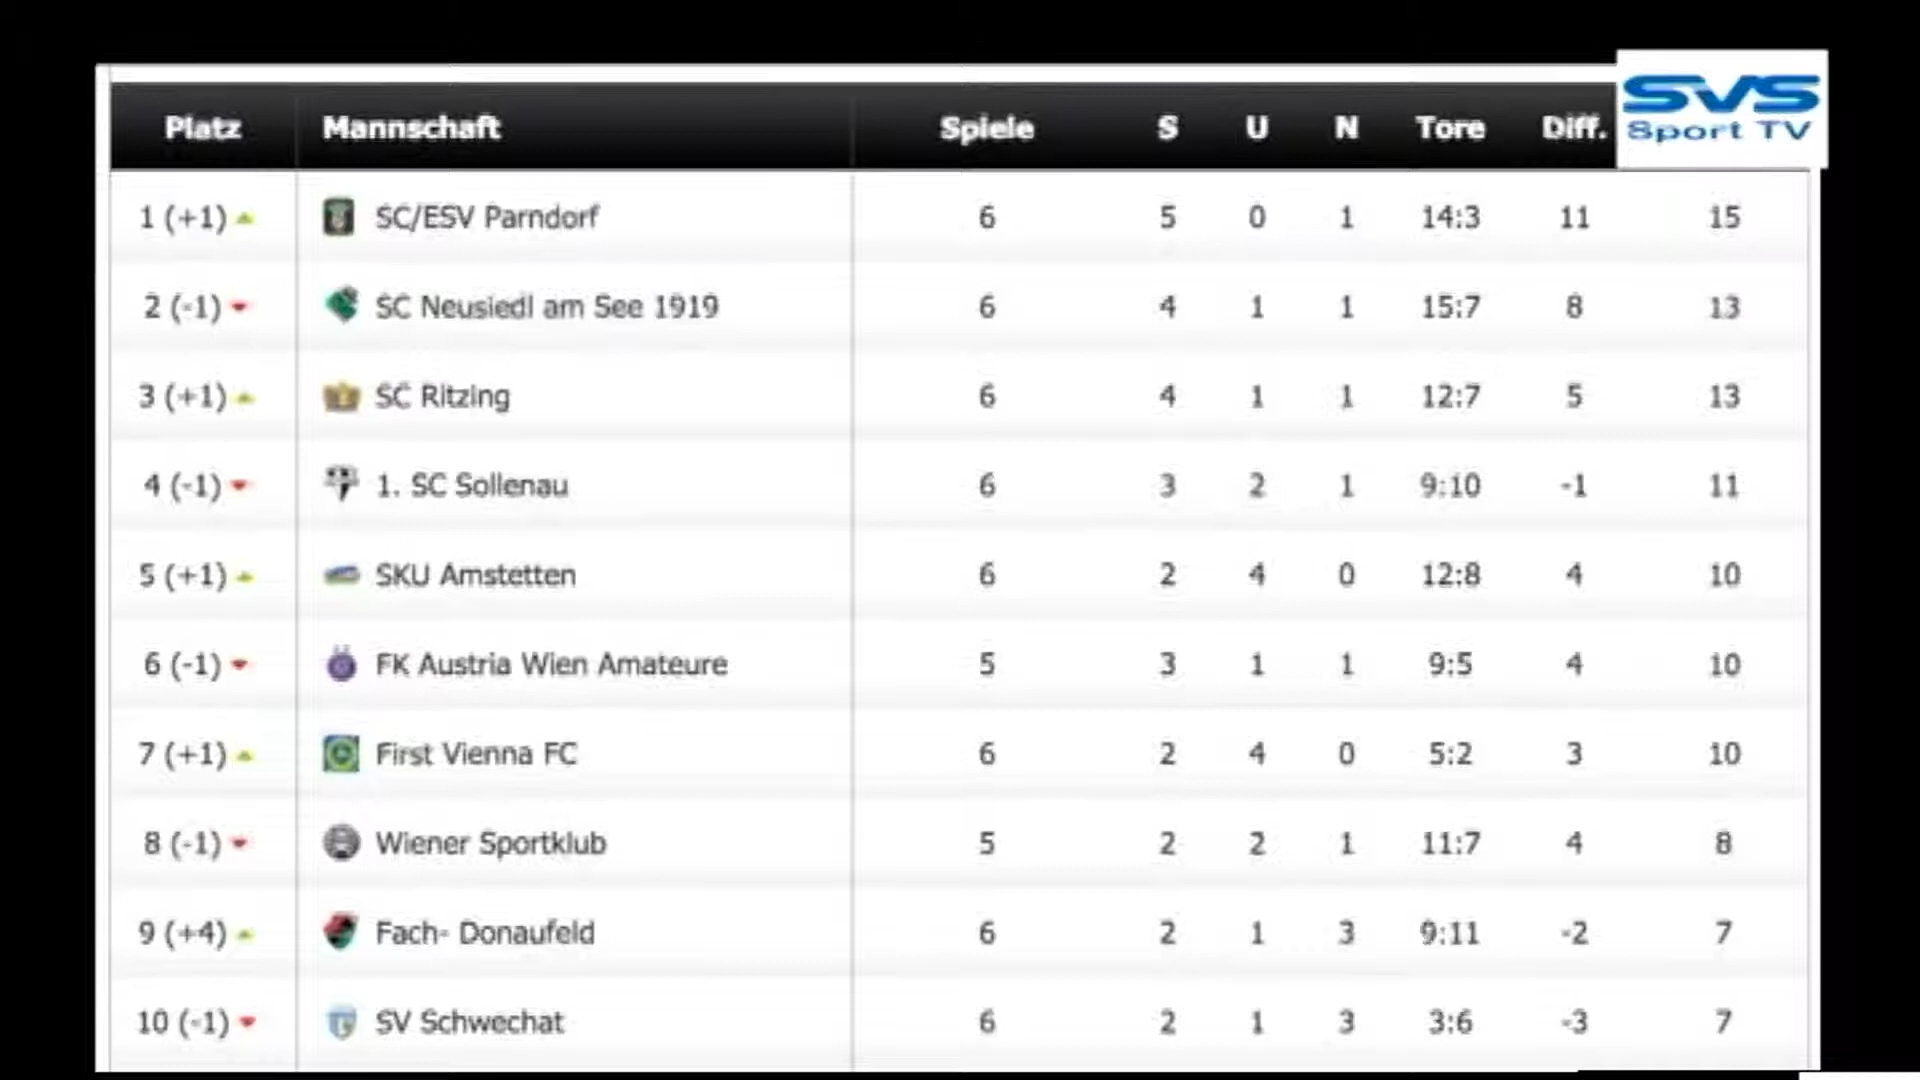 Platz Mannschaft Spiele S U N Tore Diff.
SVS
Sport TV
1 (+1) SC/ESV Parndorf 6 5 0 1 14:3 11 15
2 (-1) SC Neusiedl am See 1919 6 4 1 1 15:7 8 13
3 (+1) SC Ritzing 6 4 1 1 12:7 5 13
4 (-1) 1. SC Sollenau 6 3 2 1 9:10 -1 11
5 (+1) SKU Amstetten 6 2 4 0 12:8 4 10
6 (-1) FK Austria Wien Amateure 5 3 1 1 9:5 4 10
7 (+1) First Vienna FC 6 2 4 0 5:2 3 10
8 (-1) Wiener Sportklub 5 2 2 1 11:7 4 8
9 (+4) Fach- Donaufeld 6 2 1 3 9:11 -2 7
10 (-1) SV Schwechat 6 2 1 3 3:6 -3 7